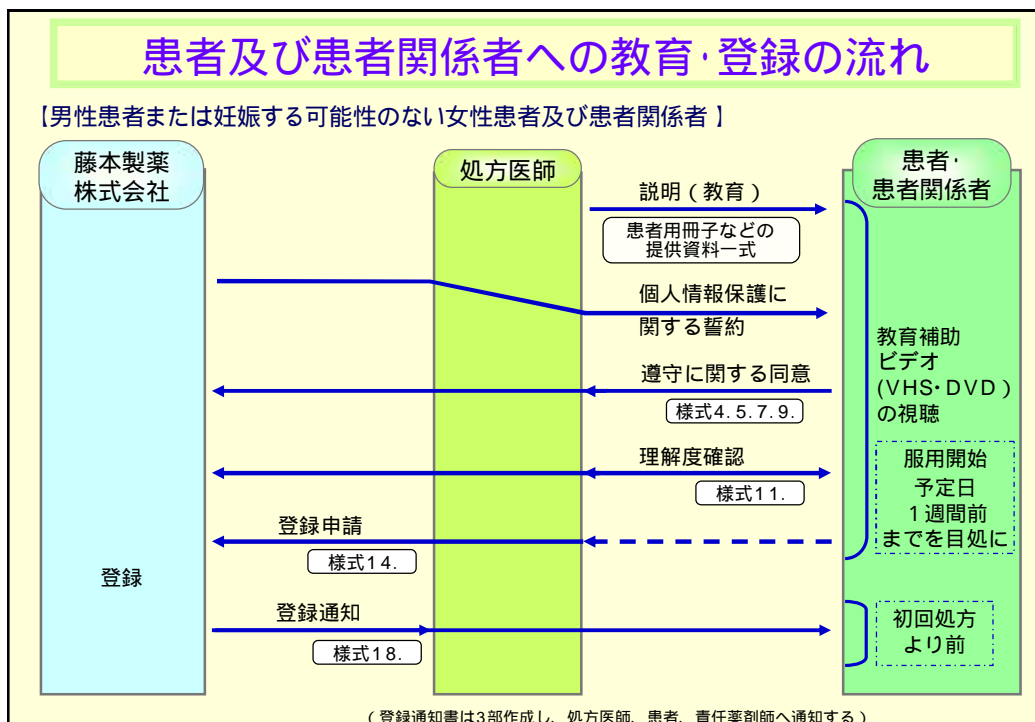 患者及び患者関係者への教育・登録の流れ
【男性患者または妊娠する可能性のない女性患者及び患者関係者】
藤本製薬
株式会社
処方医師
患者・
患者関係者
説明(教育)
患者用冊子などの
提供資料一式
個人情報保護に
関する誓約
遵守に関する同意
様式4.5.7.9.
理解度確認
様式11.
登録申請
様式14.
登録
登録通知
様式18.
教育補助
ビデオ
(VHS・DVD)
の視聴
服用開始
予定日
1週間前
までを目処に
初回処方
より前
(登録通知書は3部作成し、処方医師、患者、責任薬剤師へ通知する)